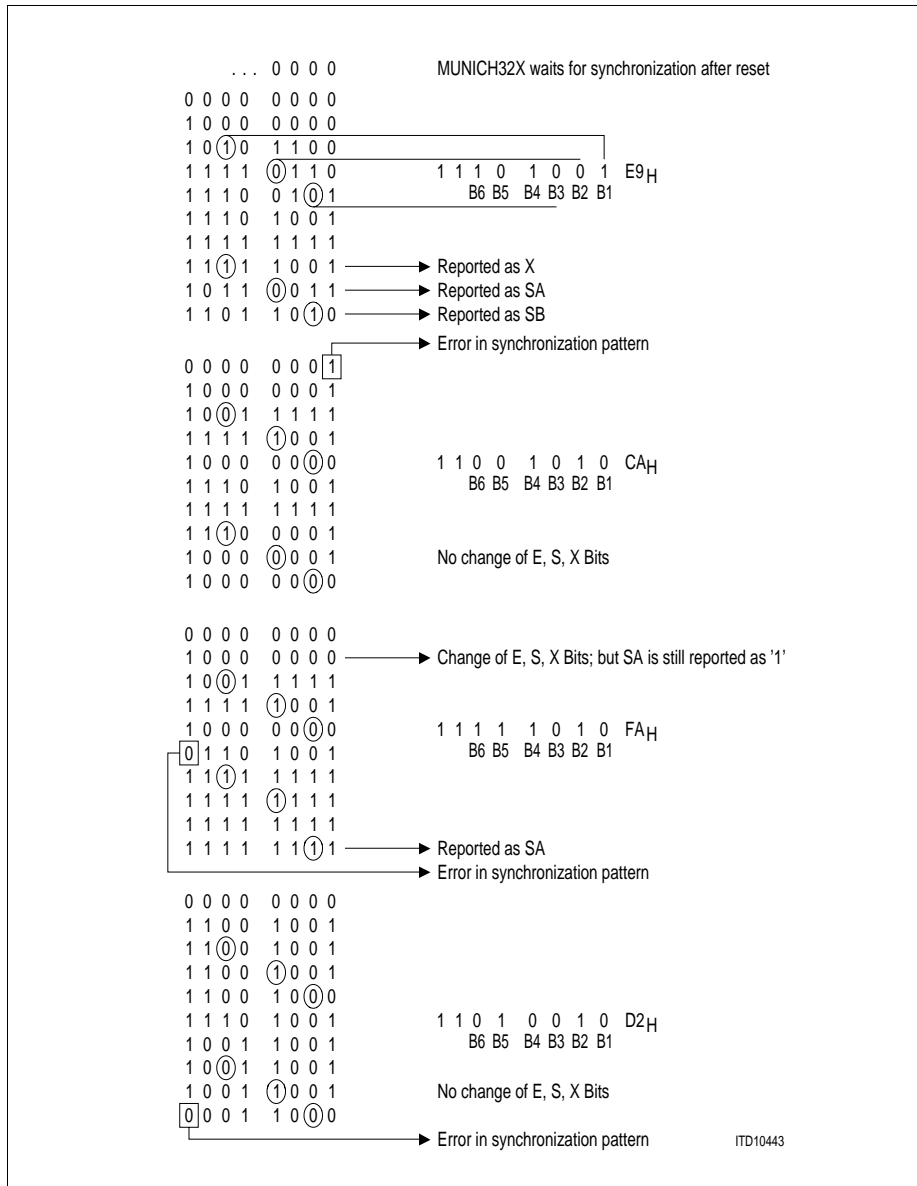 . . . 0 0 0 0 MUNICH32X waits for synchronization after reset
0 0 0 0 0 0 0 0
1 0 0 0 0 0 0 0
1 0 1 0 1 1 0 0
1 1 1 1 0 1 1 0 1 1 1 0 1 0 0 1 E9H
1 1 1 0 0 1 0 1 B6 B5 B4 B3 B2 B1
1 1 1 0 1 0 0 1
1 1 1 1 1 1 1 1
1 1 1 1 1 0 0 1 Reported as X
1 0 1 1 0 0 1 1 Reported as SA
1 1 0 1 1 0 1 0 Reported as SB
Error in synchronization pattern
0 0 0 0 0 0 0 1
1 0 0 0 0 0 0 1
1 0 0 1 1 1 1 1
1 1 1 1 1 0 0 1
1 0 0 0 0 0 0 0 1 1 0 0 1 0 1 0 CAH
1 1 1 0 1 0 0 1 B6 B5 B4 B3 B2 B1
1 1 1 1 1 1 1 1
1 1 1 0 0 0 0 1
1 0 0 0 0 0 0 1 No change of E, S, X Bits
1 0 0 0 0 0 0 0
0 0 0 0 0 0 0 0
1 0 0 0 0 0 0 0 Change of E, S, X Bits; but SA is still reported as '1'
1 0 0 1 1 1 1 1
1 1 1 1 1 0 0 1
1 0 0 0 0 0 0 0 1 1 1 1 1 0 1 0 FAH
0 1 1 0 1 0 0 1 B6 B5 B4 B3 B2 B1
1 1 1 1 1 1 1 1
1 1 1 1 1 1 1 1
1 1 1 1 1 1 1 1
1 1 1 1 1 1 1 1 Reported as SA
Error in synchronization pattern
0 0 0 0 0 0 0 0
1 1 0 0 1 0 0 1
1 1 0 0 1 0 0 1
1 1 0 0 1 0 0 1
1 1 0 0 1 0 0 0
1 1 1 0 1 0 0 1 1 1 0 1 0 0 1 0 D2H
1 0 0 1 1 0 0 1 B6 B5 B4 B3 B2 B1
1 0 0 1 1 0 0 1
1 0 0 1 1 0 0 1 No change of E, S, X Bits
0 0 0 1 1 0 0 0
Error in synchronization pattern ITD10443